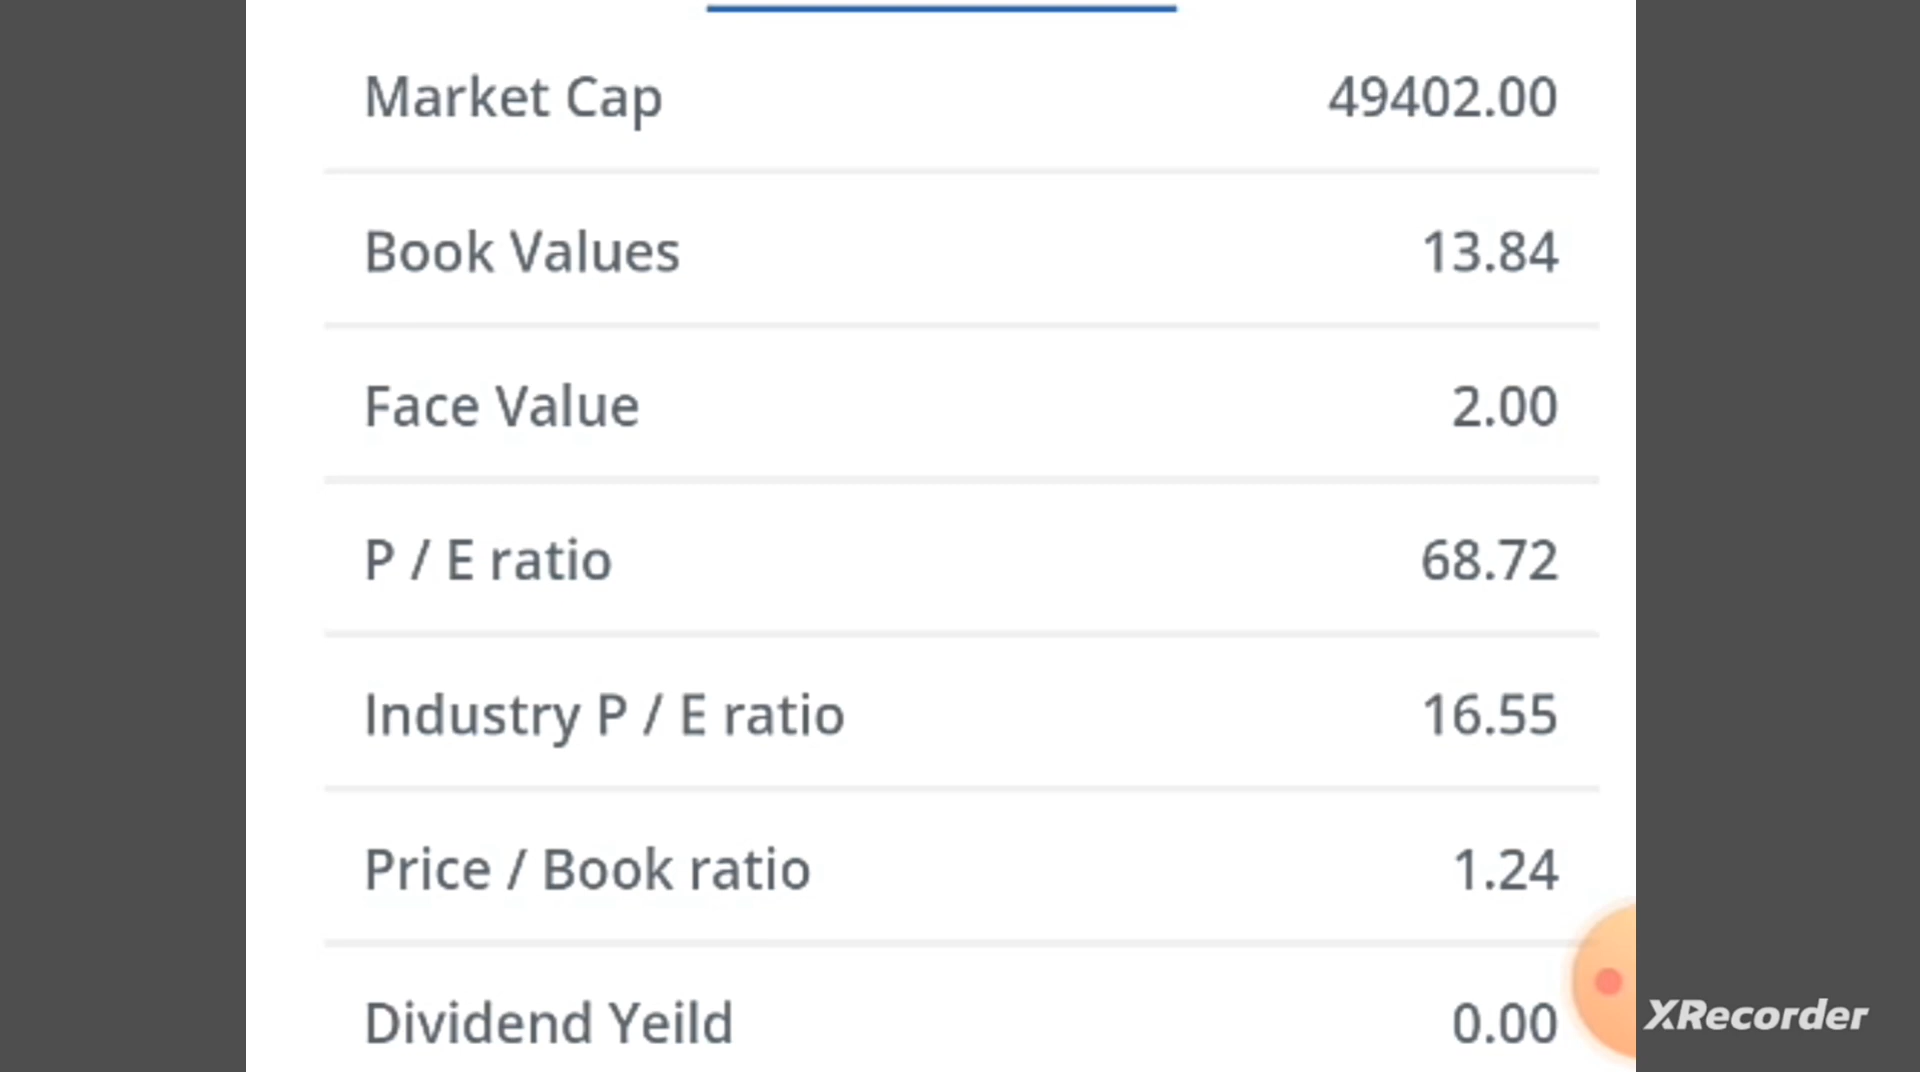 Market Cap 49402.00
Book Values 13.84
Face Value 2.00
P / E ratio 68.72
Industry P / E ratio 16.55
Price / Book ratio 1.24
Dividend Yeild 0.00
XRecorder